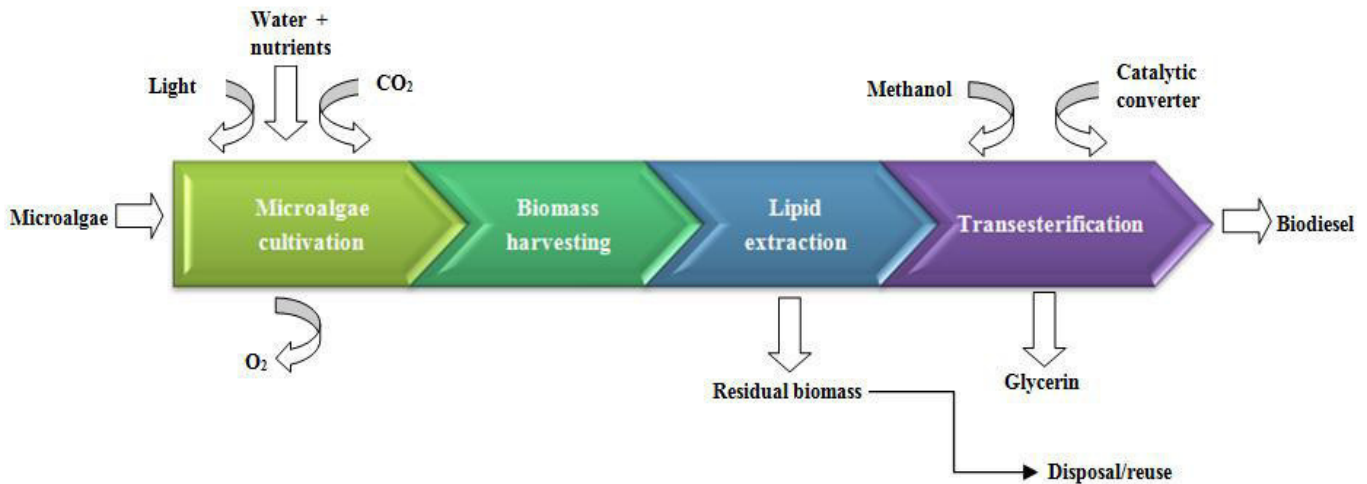 Water +
nutrients
Light
CO₂
Methanol
Catalytic
converter
Microalgae
Microalgae
cultivation
Biomass
harvesting
Lipid
extraction
Transesterification
Biodiesel
O₂
Residual biomass
Glycerin
Disposal/reuse